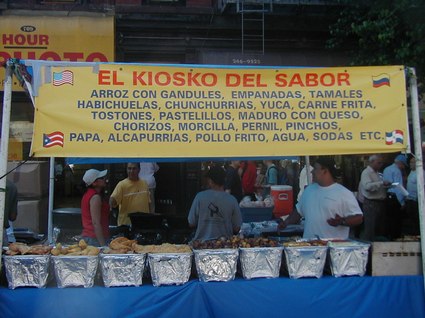 HOUR
PHOTO
EL KIOSKO DEL SABOR
ARROZ CON GANDULES, EMPANADAS, TAMALES
HABICHUELAS, CHUNCHURRIAS, YUCA, CARNE FRITA,
TOSTONES, PASTELILLOS, MADURO CON QUESO,
CHORIZOS, MORCILLA, PERNIL, PINCHOS,
PAPA, ALCAPURRIAS, POLLO FRITO, AGUA, SODAS ETC.